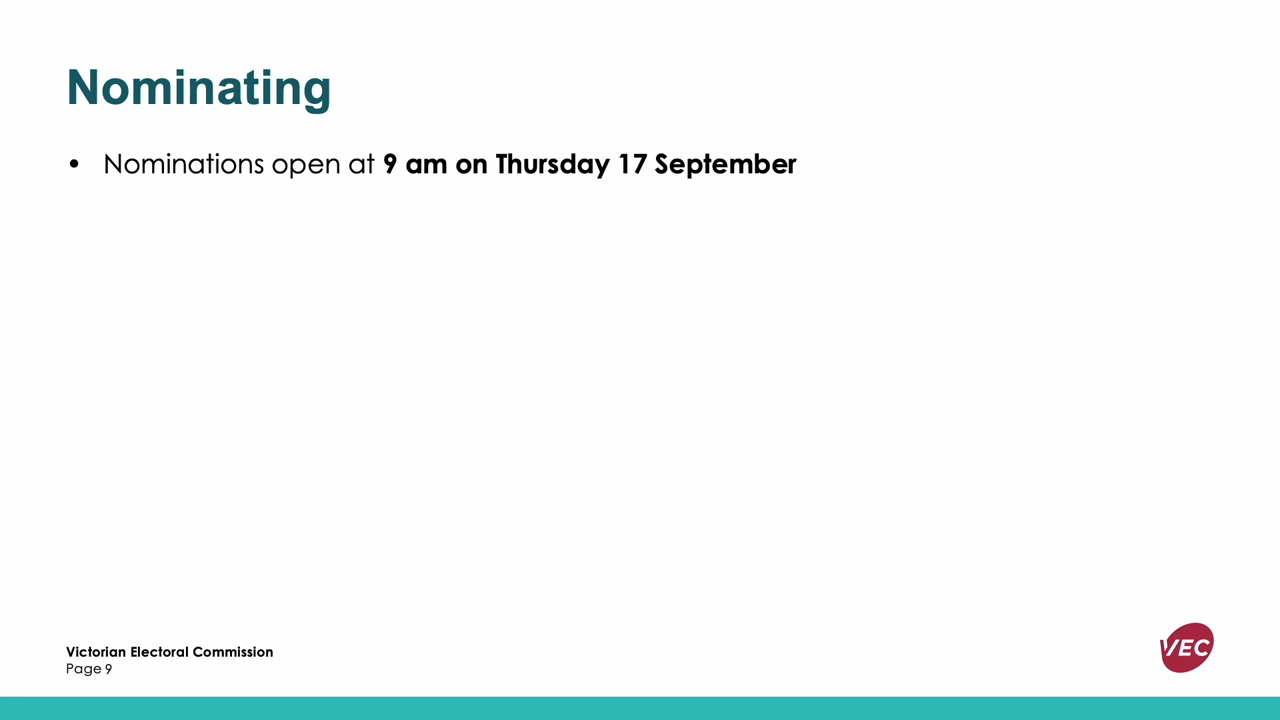 Nominating
• Nominations open at 9 am on Thursday 17 September
Victorian Electoral Commission
Page 9
VEC